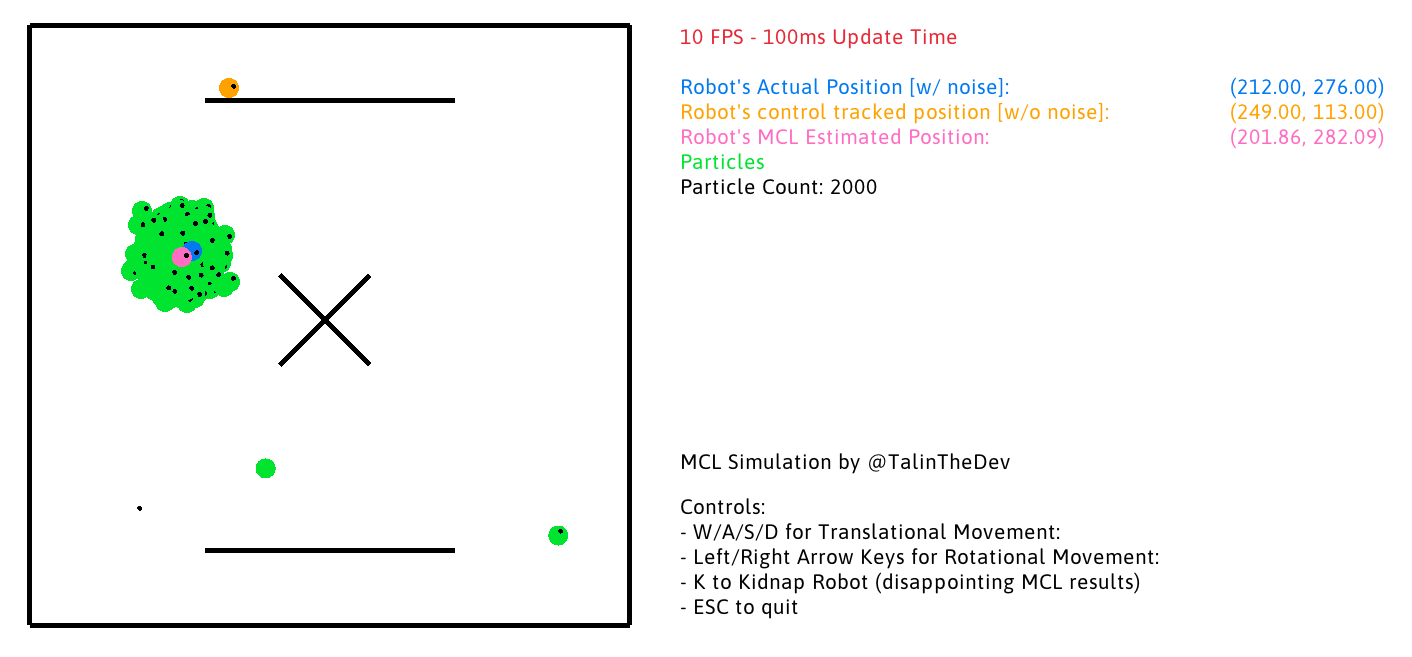 10 FPS - 100ms Update Time
Robot's Actual Position [w/ noise]: (212.00, 276.00)
Robot's control tracked position [w/o noise]: (249.00, 113.00)
Robot's MCL Estimated Position: (201.86, 282.09)
Particles
Particle Count: 2000
MCL Simulation by @TalinTheDev
Controls:
- W/A/S/D for Translational Movement:
- Left/Right Arrow Keys for Rotational Movement:
- K to Kidnap Robot (disappointing MCL results)
- ESC to quit